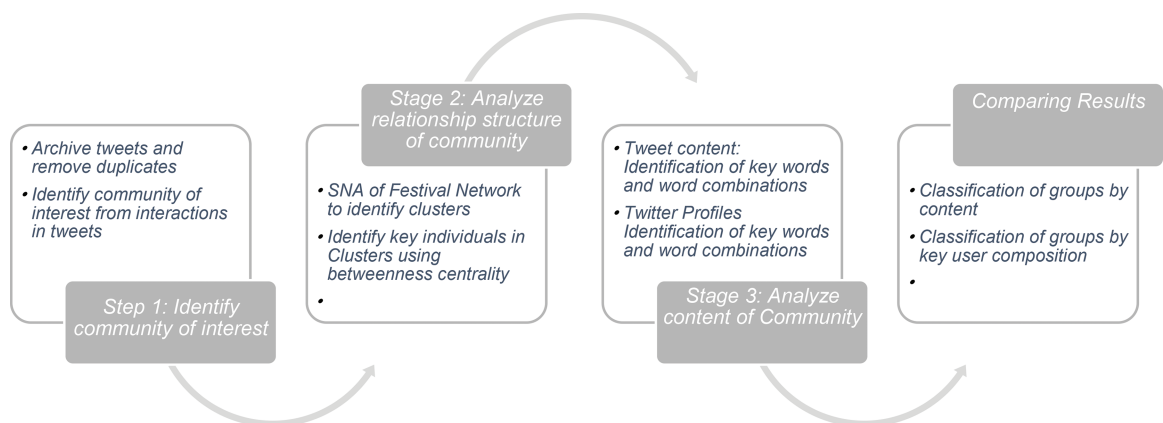 • Archive tweets and
remove duplicates
• Identify community of
interest from interactions
in tweets
Step 1: Identify
community of interest
Stage 2: Analyze
relationship structure
of community
• SNA of Festival Network
to identify clusters
• Identify key individuals in
Clusters using
betweenness centrality
•
• Tweet content:
Identification of key words
and word combinations
• Twitter Profiles
Identification of key words
and word combinations
Stage 3: Analyze
content of Community
Comparing Results
• Classification of groups by
content
• Classification of groups by
key user composition
•